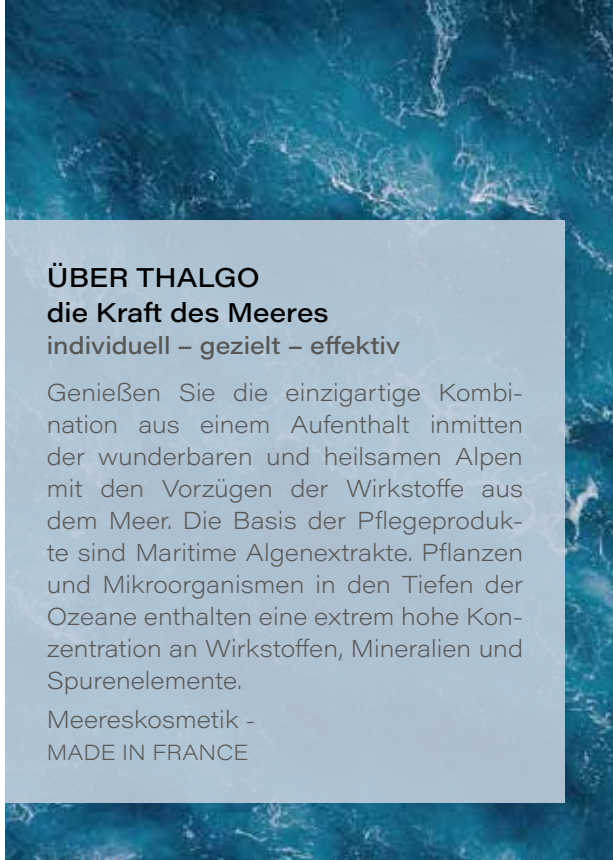 ÜBER THALGO
die Kraft des Meeres
individuell – gezielt – effektiv
Genießen Sie die einzigartige Kombi-
nation aus einem Aufenthalt inmitten
der wunderbaren und heilsamen Alpen
mit den Vorzügen der Wirkstoffe aus
dem Meer. Die Basis der Pflegeproduk-
te sind Maritime Algenextrakte. Pflanzen
und Mikroorganismen in den Tiefen der
Ozeane enthalten eine extrem hohe Kon-
zentration an Wirkstoffen, Mineralien und
Spurenelemente.
Meereskosmetik -
MADE IN FRANCE